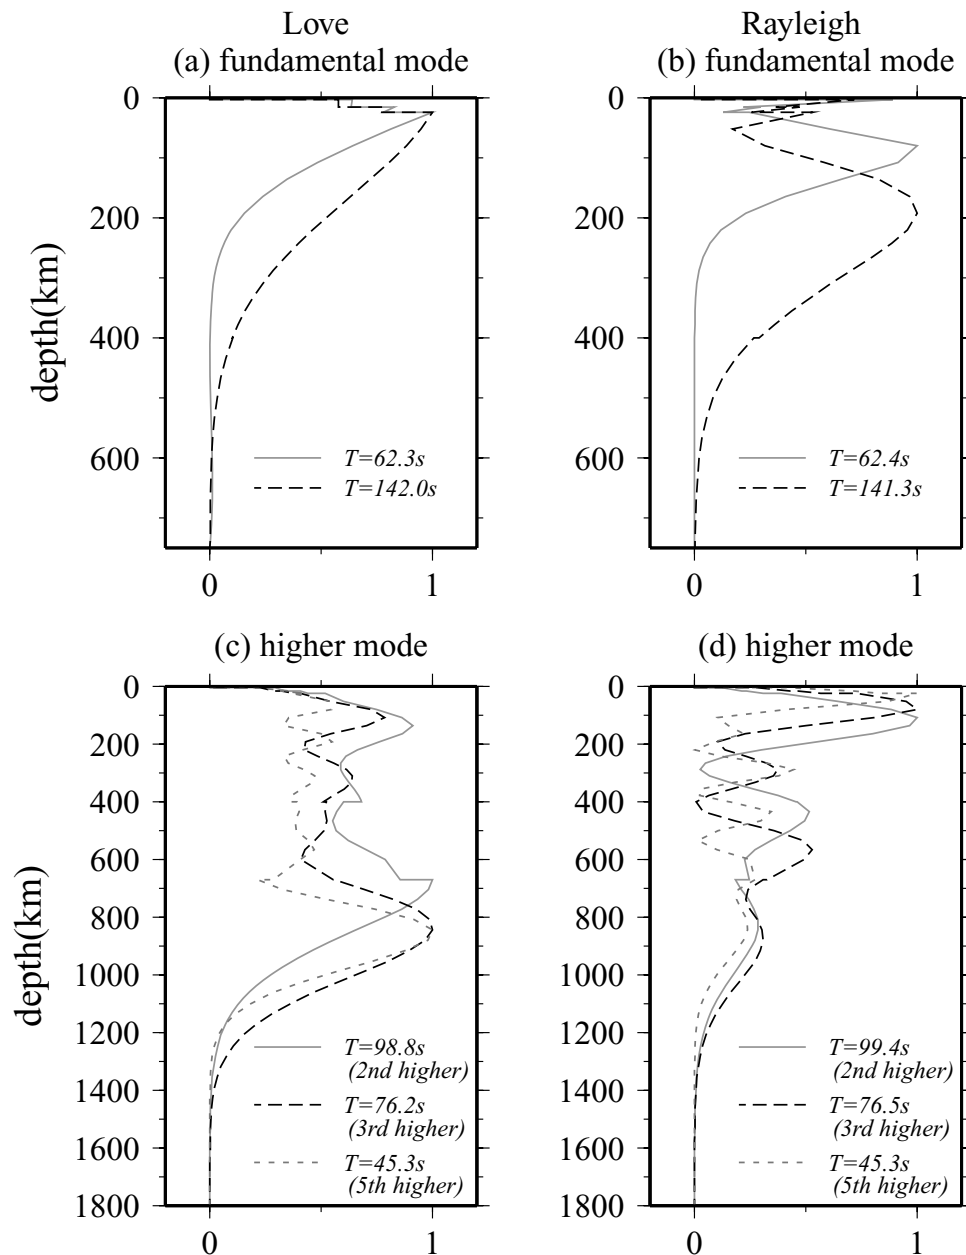 Love
(a) fundamental mode
Rayleigh
(b) fundamental mode
depth(km)
0
200
400
600
T=62.3s
T=142.0s
0 1
0
200
400
600
T=62.4s
T=141.3s
0 1
(c) higher mode
depth(km)
0
200
400
600
800
1000
1200
1400
1600
1800
T=98.8s
(2nd higher)
T=76.2s
(3rd higher)
T=45.3s
(5th higher)
0 1
(d) higher mode
0
200
400
600
800
1000
1200
1400
1600
1800
T=99.4s
(2nd higher)
T=76.5s
(3rd higher)
T=45.3s
(5th higher)
0 1